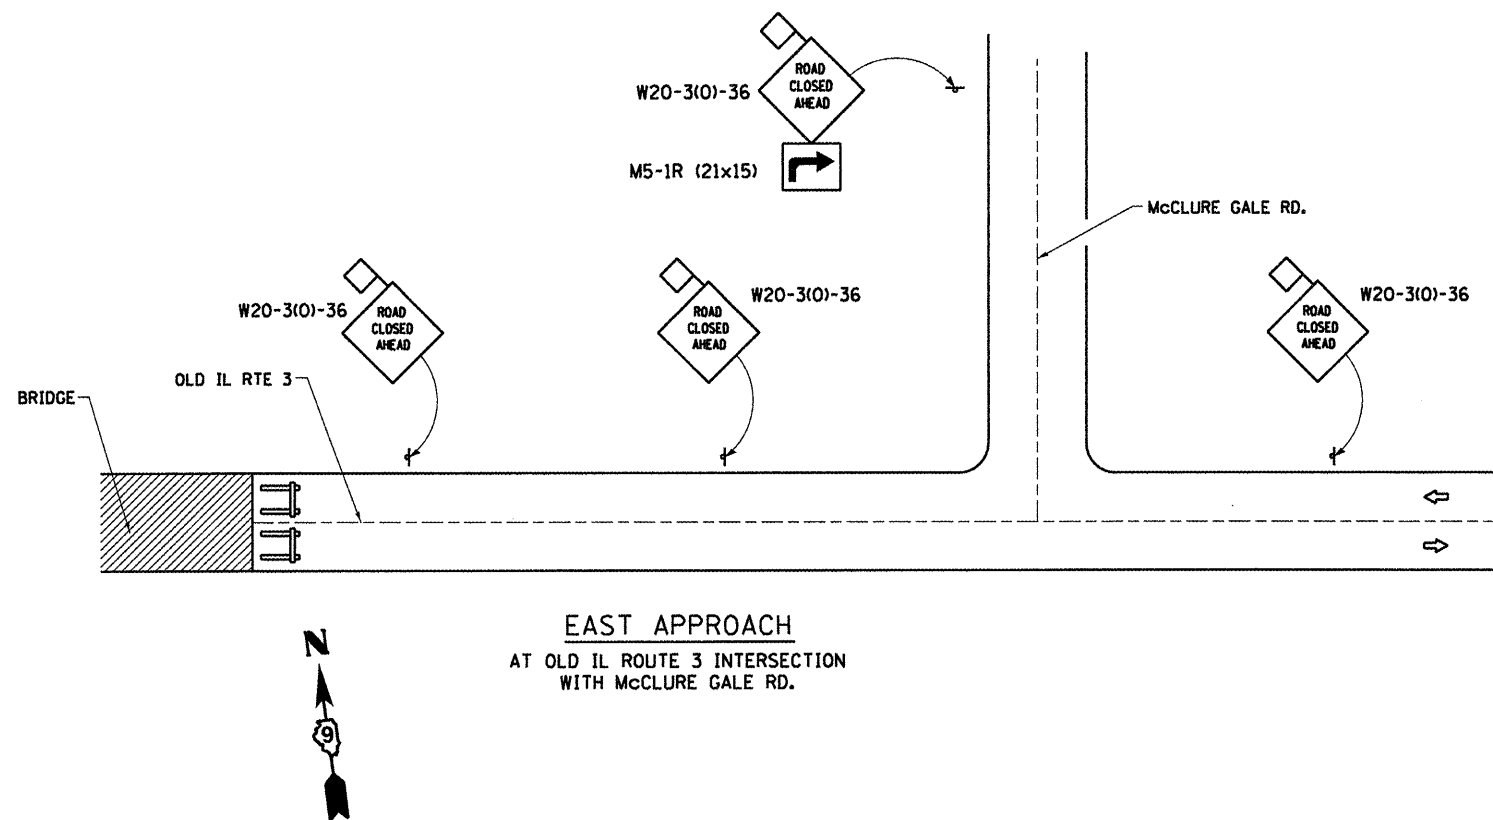 ROAD
CLOSED
AHEAD
W20-3(O)-36
M5-1R (21x15)
McCLURE GALE RD.
W20-3(O)-36
ROAD
CLOSED
AHEAD
ROAD
CLOSED
AHEAD
W20-3(O)-36
ROAD
CLOSED
AHEAD
W20-3(O)-36
OLD IL RTE 3
BRIDGE
EAST APPROACH
AT OLD IL ROUTE 3 INTERSECTION
WITH McCLURE GALE RD.
N
9